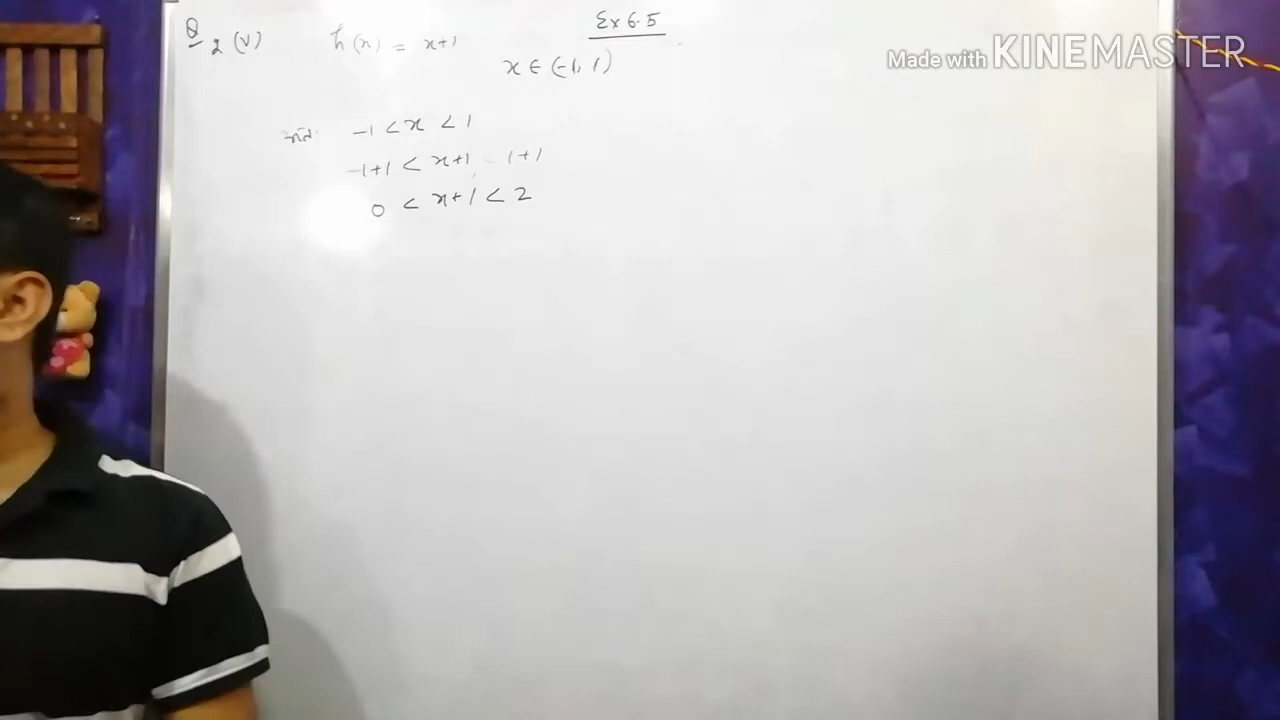 Ex 6.5
Q 2 (v) h(x) = x+1
x ∈ (-1, 1)
Made with KINEMASTER
अतः -1 < x < 1
-1+1 < x+1 1+1
0 < x+1 < 2